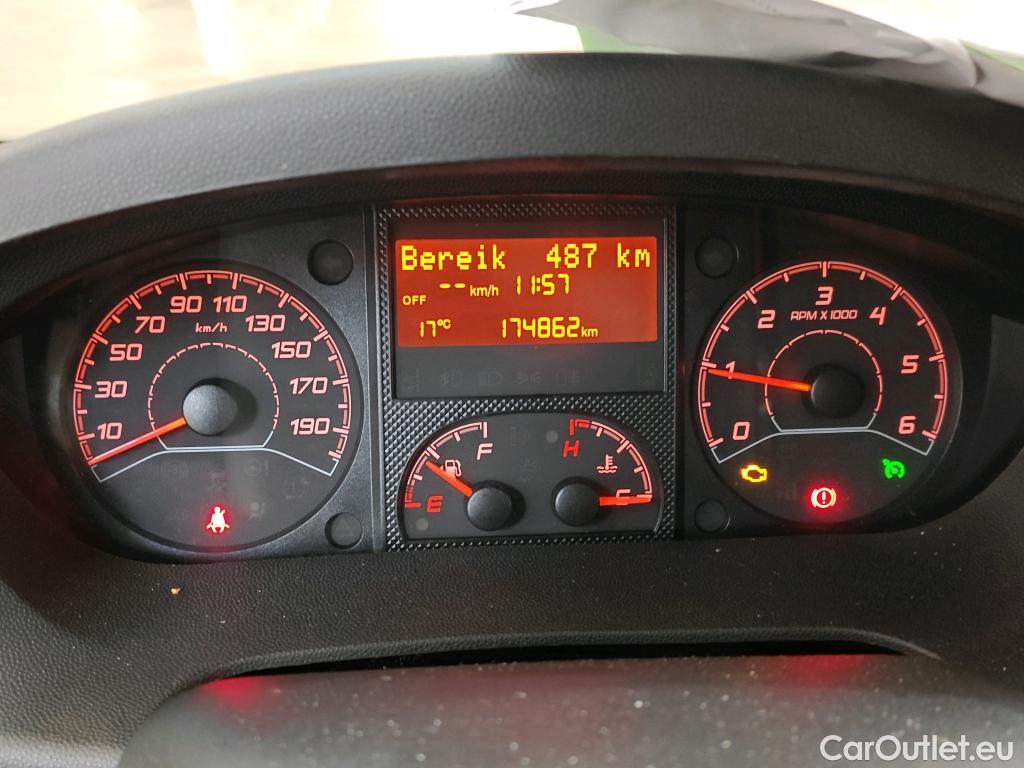 Bereik 487 km
-- km/h 11:57
OFF
17°C 174862 km
10
30
50
70
90
110
130
150
170
190
km/h
E
F
H
C
0
1
2
3
4
5
6
RPM X 1000
CarOutlet.eu